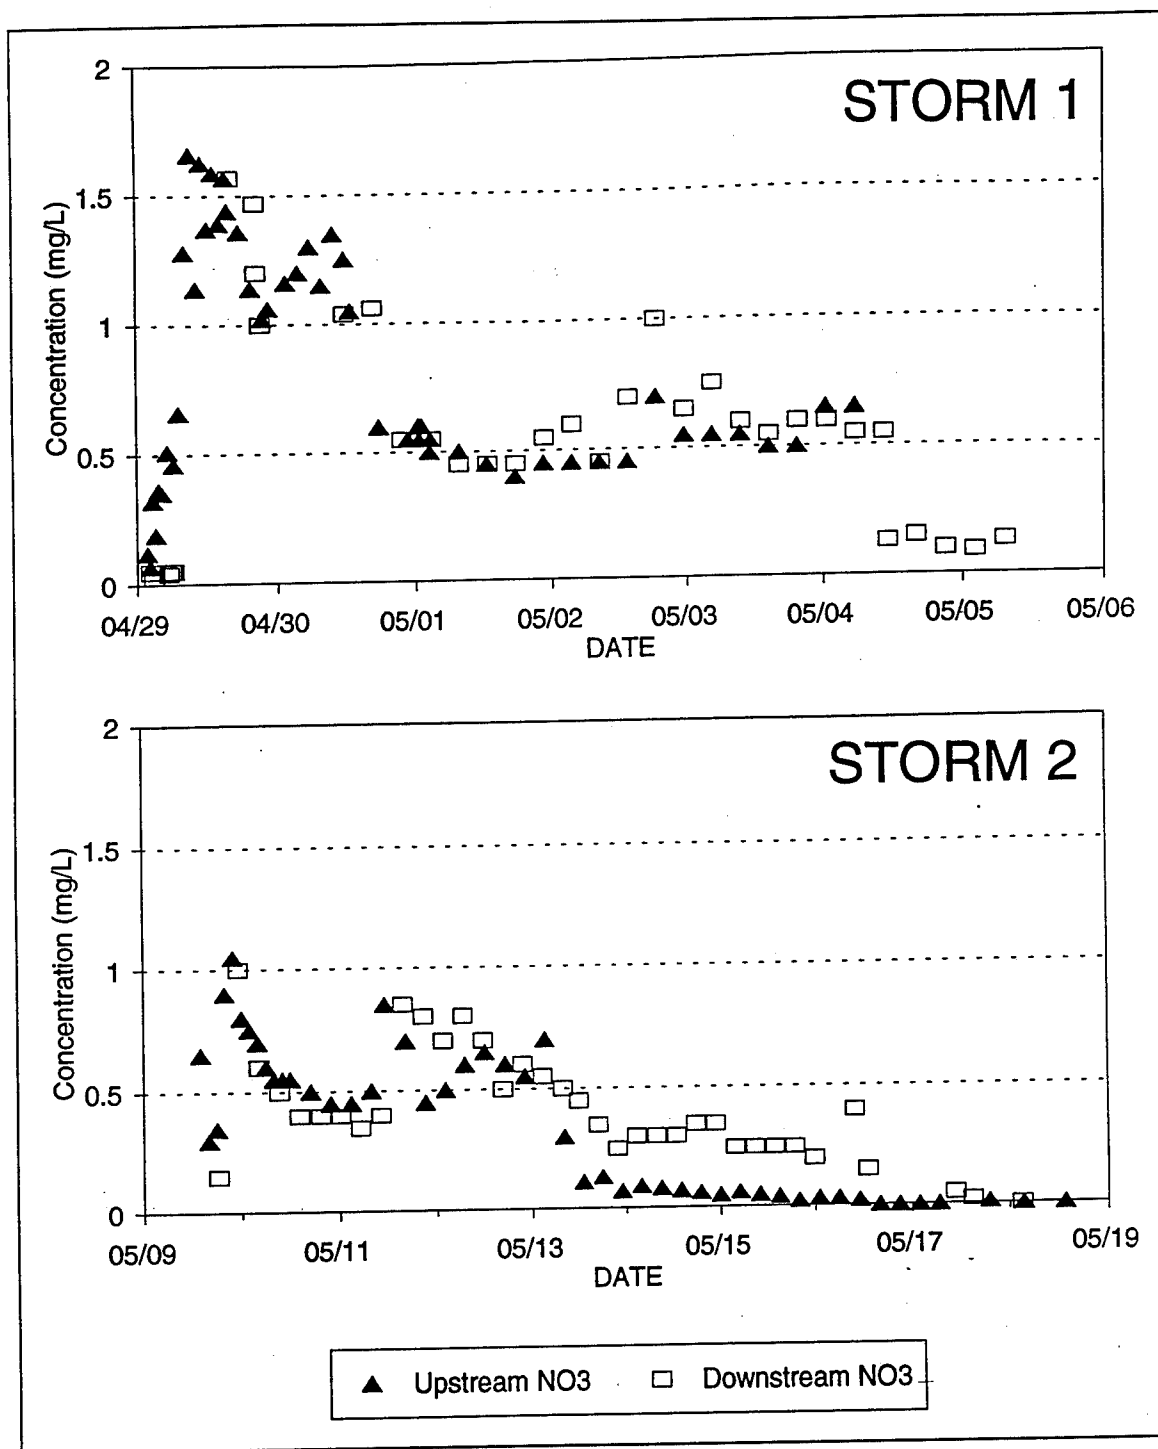 STORM 1
2
1.5
1
0.5
0
Concentration (mg/L)
04/29 04/30 05/01 05/02 05/03 05/04 05/05 05/06
DATE
STORM 2
2
1.5
1
0.5
0
Concentration (mg/L)
05/09 05/11 05/13 05/15 05/17 05/19
DATE
Upstream NO3 Downstream NO3